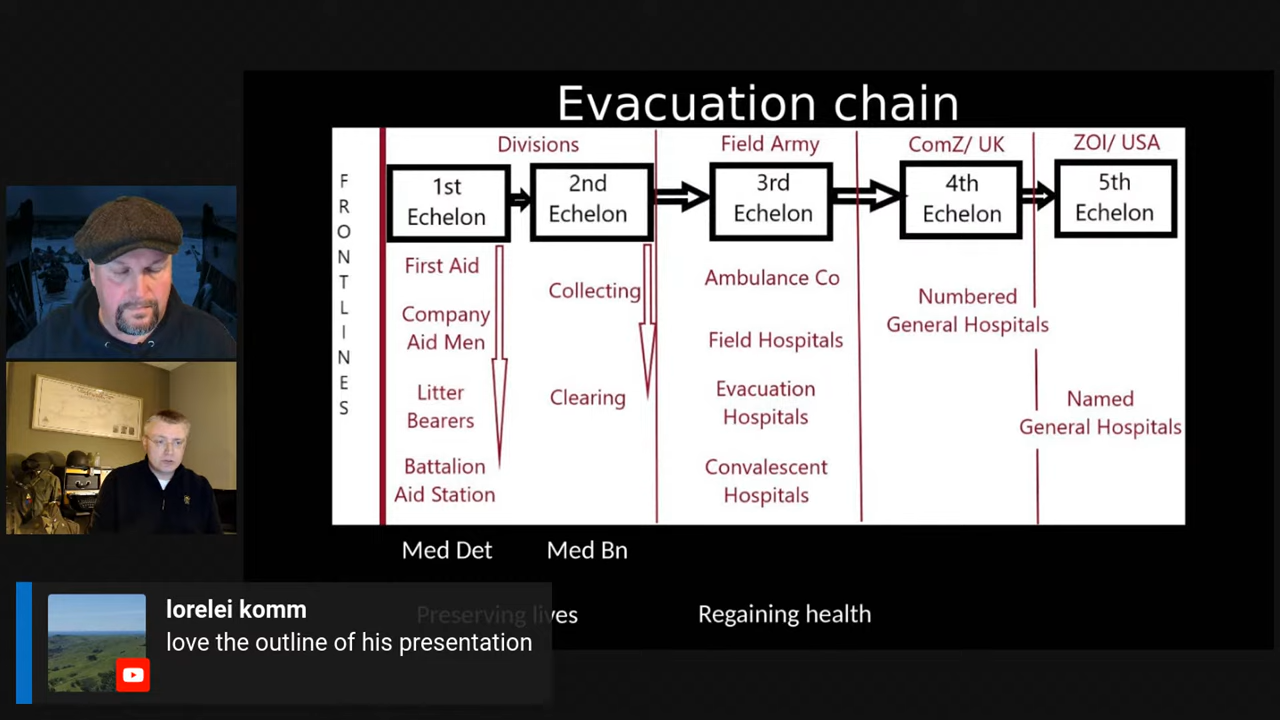 Evacuation chain
Divisions
Field Army
ComZ/ UK
ZOI/ USA
FRONTLINES
1st
Echelon
2nd
Echelon
3rd
Echelon
4th
Echelon
5th
Echelon
First Aid
Company
Aid Men
Litter
Bearers
Battalion
Aid Station
Collecting
Clearing
Ambulance Co
Field Hospitals
Evacuation
Hospitals
Convalescent
Hospitals
Numbered
General Hospitals
Named
General Hospitals
Med Det
Med Bn
Preserving lives
Regaining health
lorelei komm
love the outline of his presentation